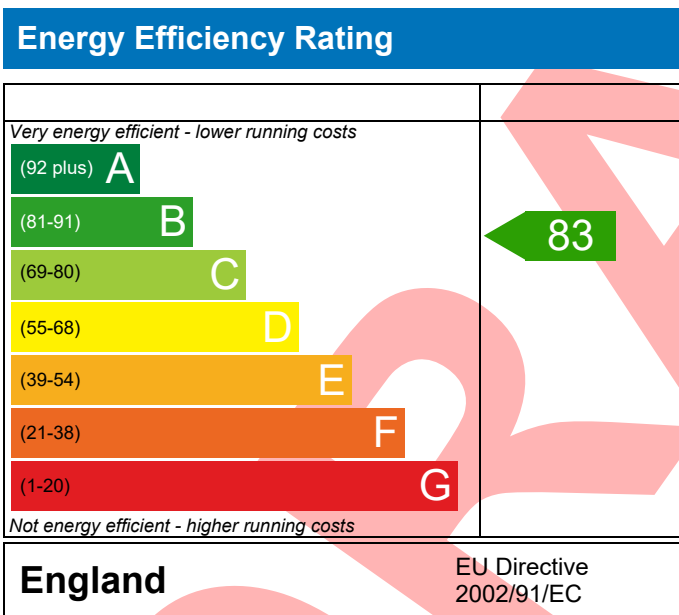 Energy Efficiency Rating
Very energy efficient - lower running costs
(92 plus) A
(81-91) B
83
(69-80) C
(55-68) D
(39-54) E
(21-38) F
(1-20) G
Not energy efficient - higher running costs
England
EU Directive
2002/91/EC